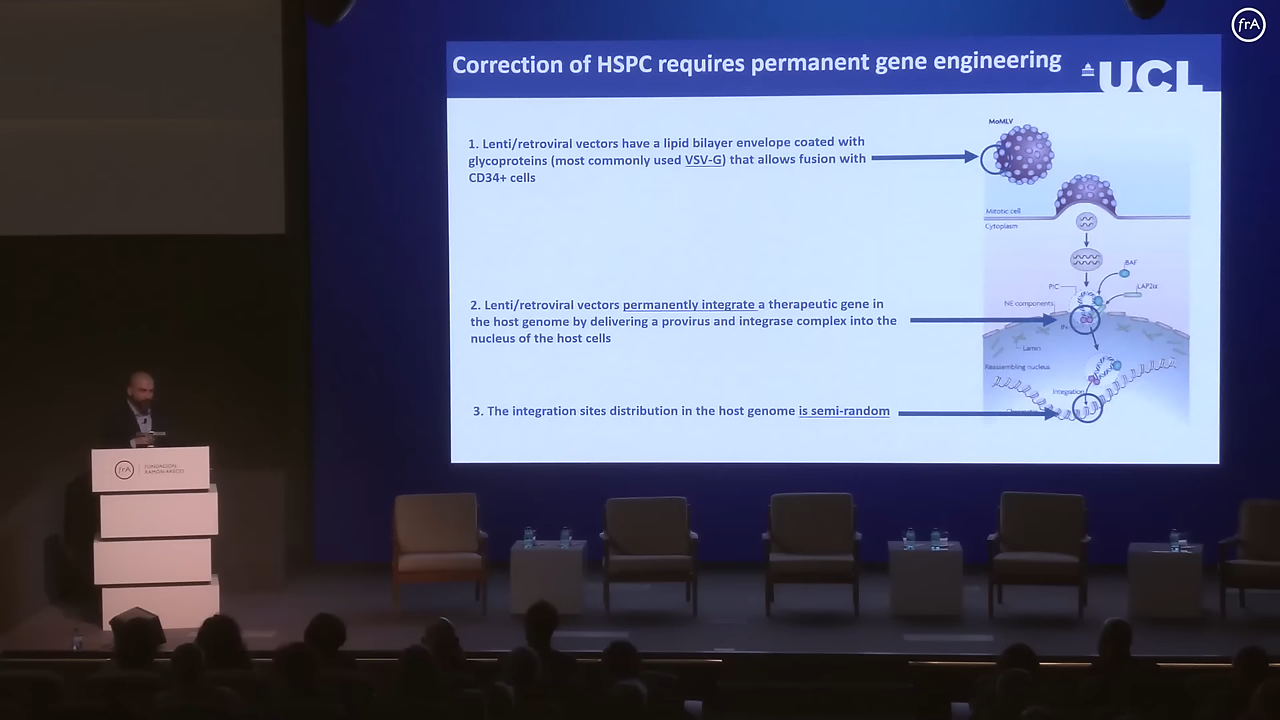 frA
Correction of HSPC requires permanent gene engineering
UCL
1. Lenti/retroviral vectors have a lipid bilayer envelope coated with
glycoproteins (most commonly used VSV-G) that allows fusion with
CD34+ cells
MoMLV
Mitotic cell
Cytoplasm
BAF
PIC
LAP2α
NE components
2. Lenti/retroviral vectors permanently integrate a therapeutic gene in
the host genome by delivering a provirus and integrase complex into the
nucleus of the host cells
Lamin
Reassembling nucleus
Integration
3. The integration sites distribution in the host genome is semi-random
frA
FUNDACIÓN
RAMÓN ARECES